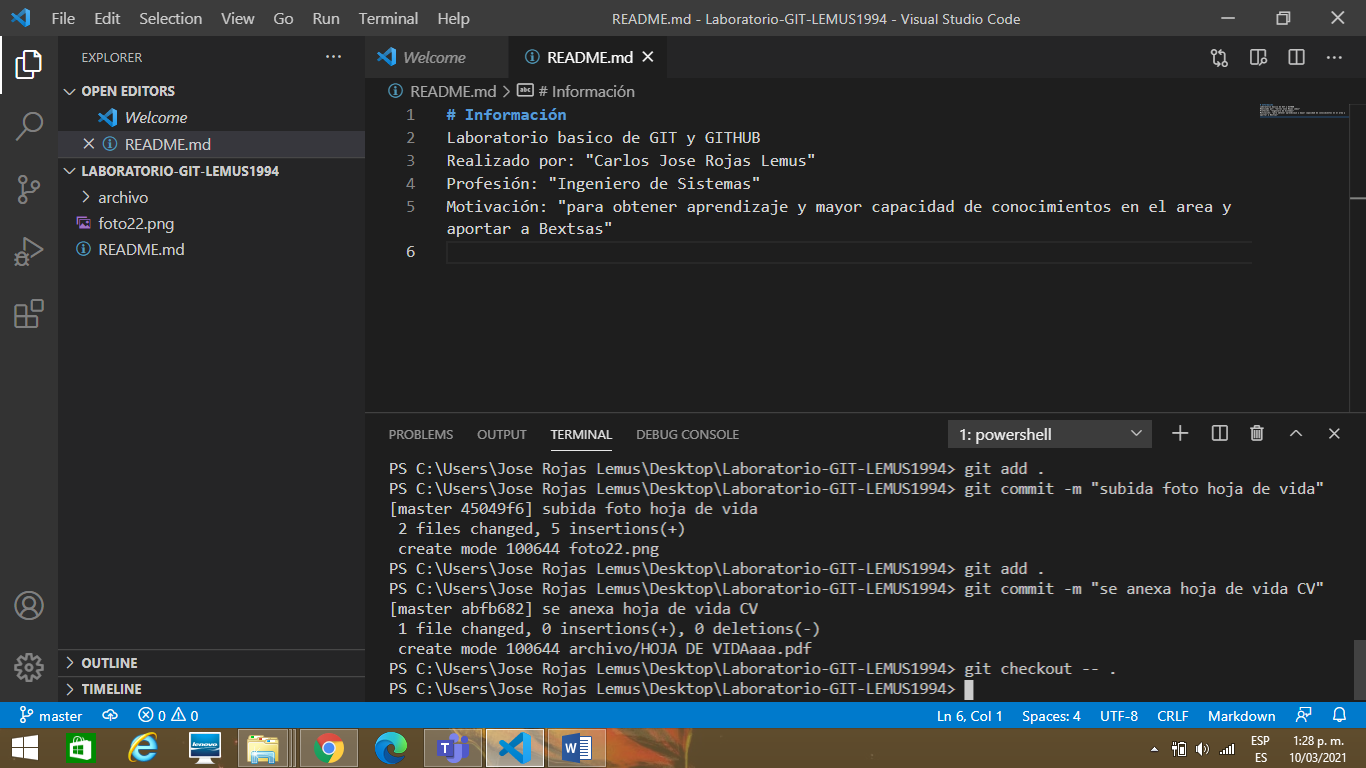 File Edit Selection View Go Run Terminal Help README.md - Laboratorio-GIT-LEMUS1994 - Visual Studio Code
EXPLORER
OPEN EDITORS
Welcome
README.md
LABORATORIO-GIT-LEMUS1994
archivo
foto22.png
README.md
OUTLINE
TIMELINE
Welcome README.md
README.md > # Información
1 # Información
2 Laboratorio basico de GIT y GITHUB
3 Realizado por: "Carlos Jose Rojas Lemus"
4 Profesión: "Ingeniero de Sistemas"
5 Motivación: "para obtener aprendizaje y mayor capacidad de conocimientos en el area y
aportar a Bextsas"
6
PROBLEMS OUTPUT TERMINAL DEBUG CONSOLE 1: powershell
PS C:\Users\Jose Rojas Lemus\Desktop\Laboratorio-GIT-LEMUS1994> git add .
PS C:\Users\Jose Rojas Lemus\Desktop\Laboratorio-GIT-LEMUS1994> git commit -m "subida foto hoja de vida"
[master 45049f6] subida foto hoja de vida
2 files changed, 5 insertions(+)
create mode 100644 foto22.png
PS C:\Users\Jose Rojas Lemus\Desktop\Laboratorio-GIT-LEMUS1994> git add .
PS C:\Users\Jose Rojas Lemus\Desktop\Laboratorio-GIT-LEMUS1994> git commit -m "se anexa hoja de vida CV"
[master abfb682] se anexa hoja de vida CV
1 file changed, 0 insertions(+), 0 deletions(-)
create mode 100644 archivo/HOJA DE VIDAaaa.pdf
PS C:\Users\Jose Rojas Lemus\Desktop\Laboratorio-GIT-LEMUS1994> git checkout -- .
PS C:\Users\Jose Rojas Lemus\Desktop\Laboratorio-GIT-LEMUS1994>
master 0 0 Ln 6, Col 1 Spaces: 4 UTF-8 CRLF Markdown
lenovo
ESP 1:28 p. m.
ES 10/03/2021